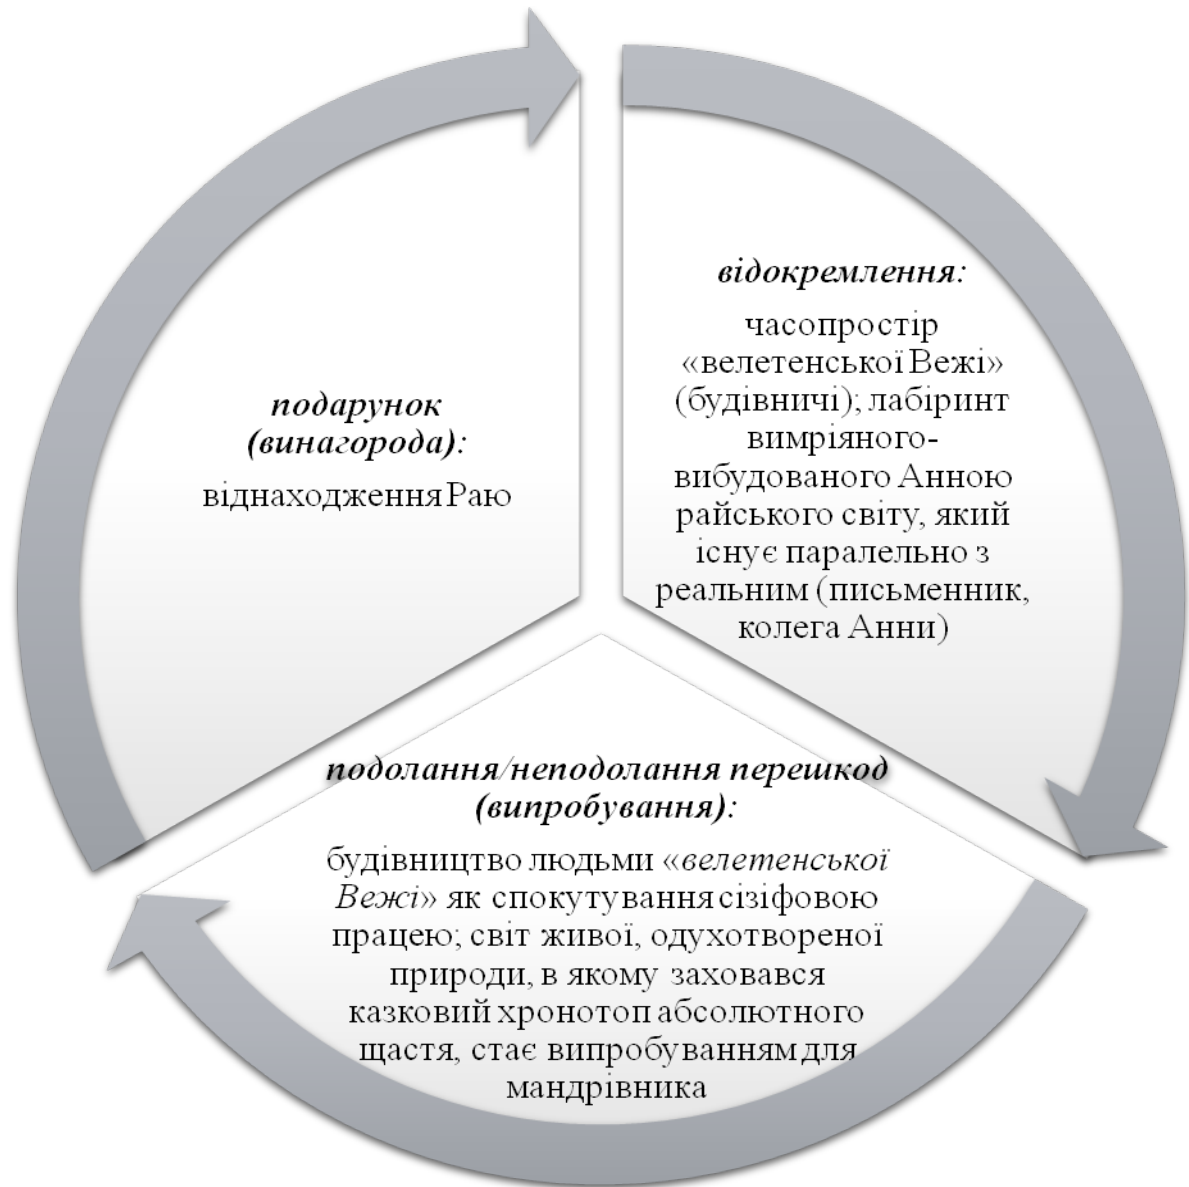 відокремлення:
часопростір
«велетенської Вежі»
(будівничі); лабіринт
вимріяного-
вибудованого Анною
райського світу, який
існує паралельно з
реальним (письменник,
колега Анни)
подолання/неподолання перешкод
(випробування):
будівництво людьми «велетенської
Вежі» як спокутування сізіфовою
працею; світ живої, одухотвореної
природи, в якому заховався
казковий хронотоп абсолютного
щастя, стає випробуванням для
мандрівника
подарунок
(винагорода):
віднаходження Раю